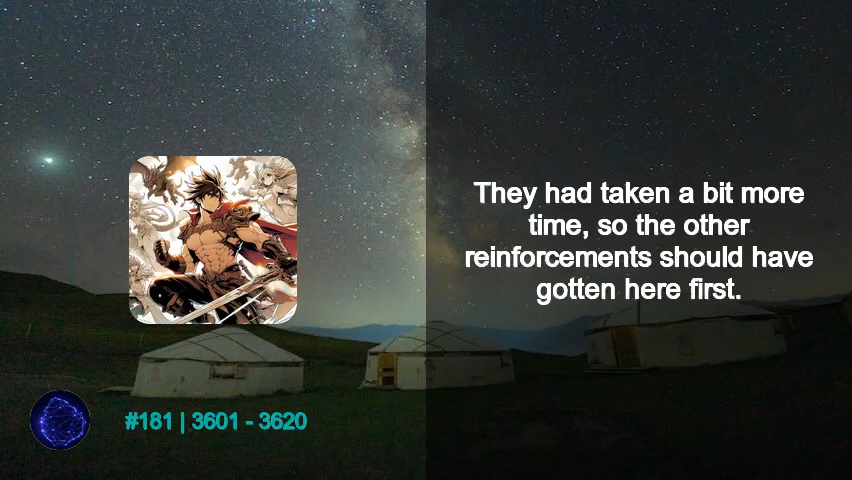 They had taken a bit more
time, so the other
reinforcements should have
gotten here first.
#181 | 3601 - 3620